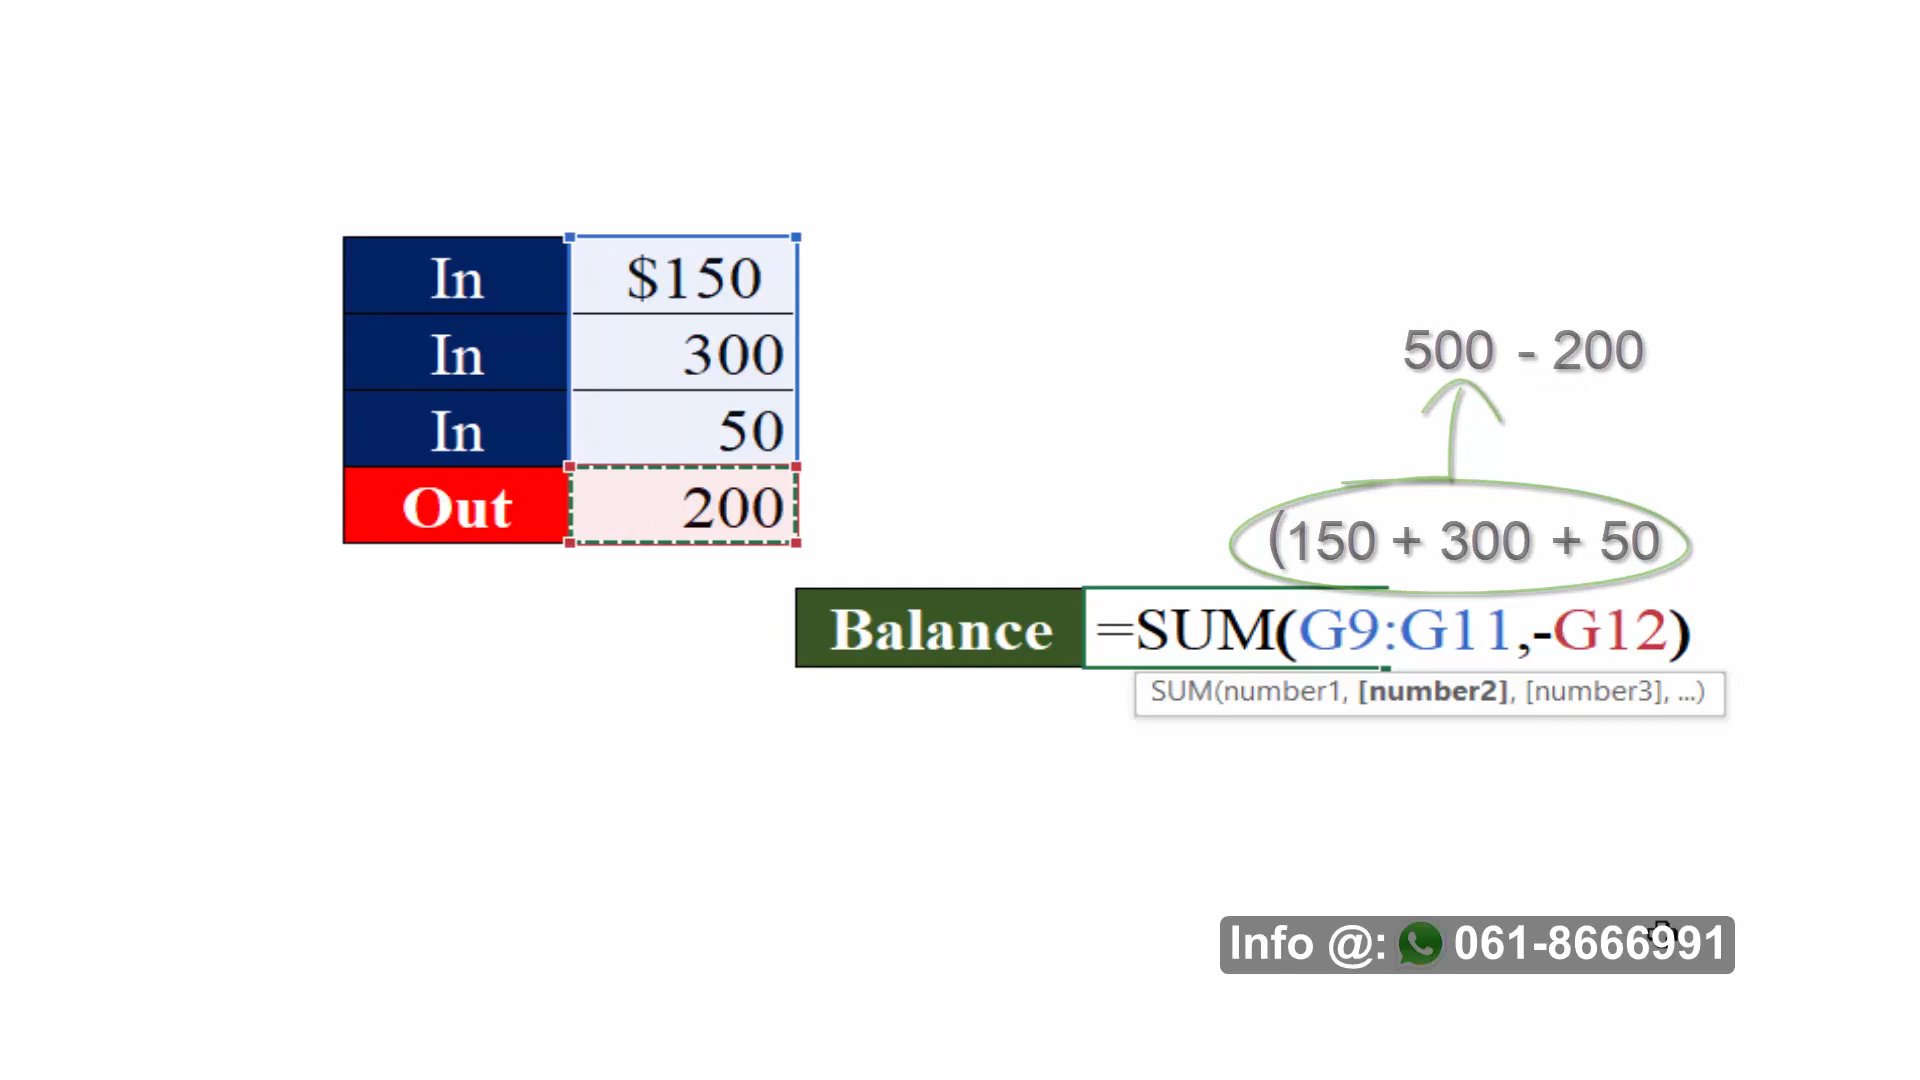 In $150
In 300
In 50
Out 200
500 - 200
(150 + 300 + 50
Balance =SUM(G9:G11,-G12)
SUM(number1, [number2], [number3], ...)
Info @: 061-8666991